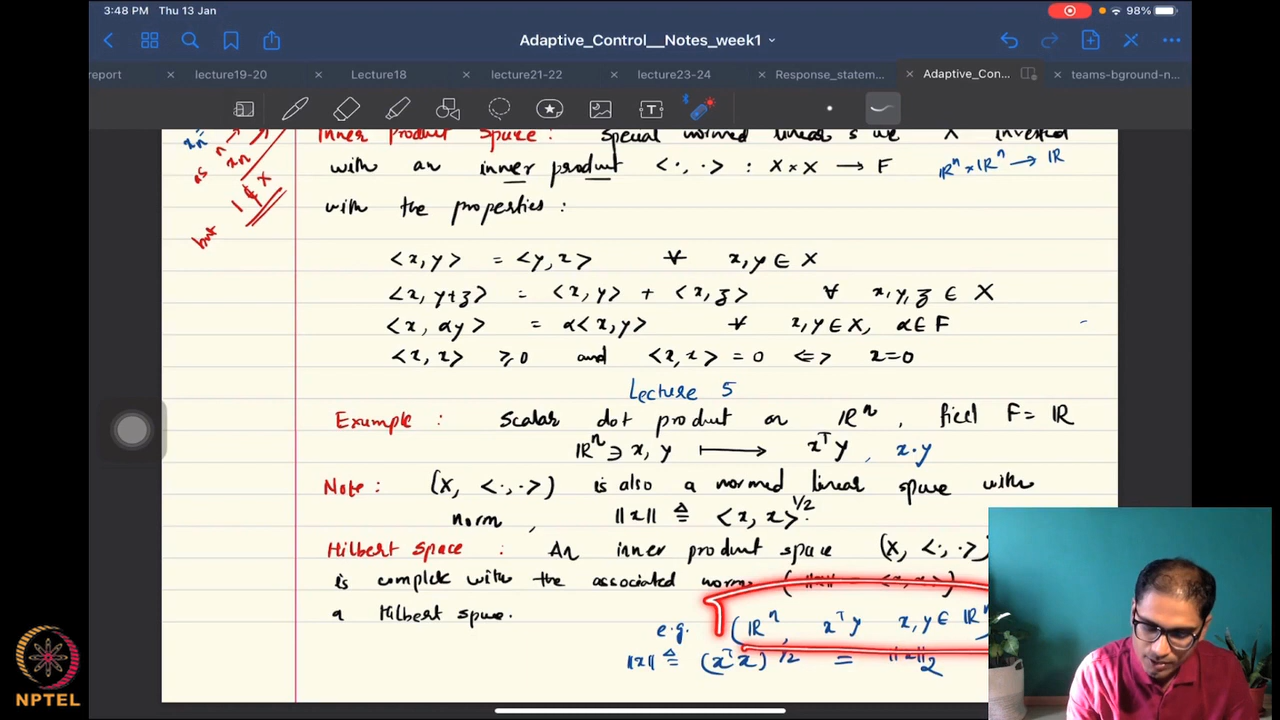 3:48 PM Thu 13 Jan
98%
Adaptive_Control__Notes_week1
report
lecture19-20
Lecture18
lecture21-22
lecture23-24
Response_statem...
Adaptive_Con...
teams-bground-n...
Inner Product Space : Special normed linear X invested
with an inner product <·, ·> : X × X → F ℝⁿ × ℝⁿ → ℝ
with the properties :
<x, y> = <y, x> ∀ x, y ∈ X
<x, y+z> = <x, y> + <x, z> ∀ x, y, z ∈ X
<x, αy> = α<x, y> ∀ x, y ∈ X, α ∈ F
<x, x> ≥ 0 and <x, x> = 0 <=> x = 0
Lecture 5
Example : Scalar dot product on ℝⁿ, field F = ℝ
ℝⁿ ∋ x, y ⟼ xᵀy, x·y
Note : (X, <·, ·>) is also a normed linear space with
norm, ||x|| ≜ <x, x>^1/2.
Hilbert space : An inner product space (X, <·, ·>)
is complete with the associated norm
a Hilbert space.
e.g. (ℝⁿ, xᵀy x, y ∈ ℝⁿ)
||x|| ≜ (xᵀx)^1/2 = ||x||₂
as
but 1 ∉ X
NPTEL